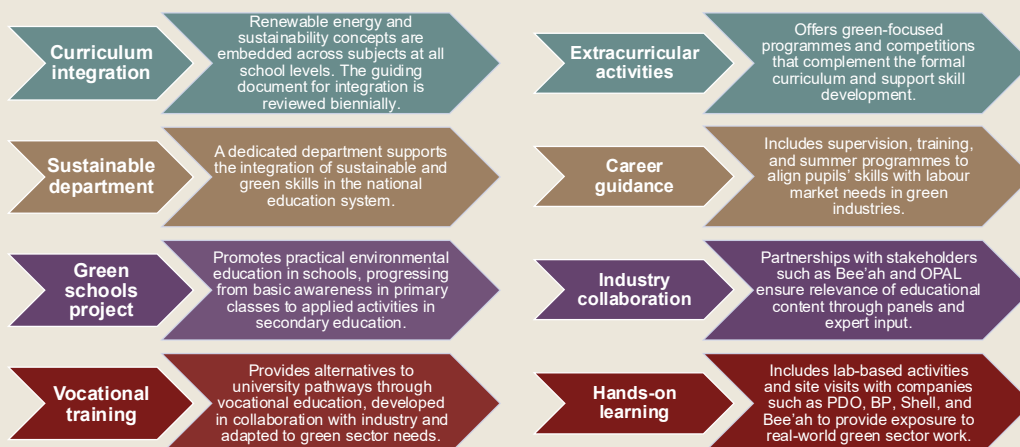 Curriculum
integration
Renewable energy and
sustainability concepts are
embedded across subjects at all
school levels. The guiding
document for integration is
reviewed biennially.
Extracurricular
activities
Offers green-focused
programmes and competitions
that complement the formal
curriculum and support skill
development.
Sustainable
department
A dedicated department supports
the integration of sustainable and
green skills in the national
education system.
Career
guidance
Includes supervision, training,
and summer programmes to
align pupils' skills with labour
market needs in green
industries.
Green
schools
project
Promotes practical environmental
education in schools, progressing
from basic awareness in primary
classes to applied activities in
secondary education.
Industry
collaboration
Partnerships with stakeholders
such as Bee'ah and OPAL
ensure relevance of educational
content through panels and
expert input.
Vocational
training
Provides alternatives to
university pathways through
vocational education, developed
in collaboration with industry and
adapted to green sector needs.
Hands-on
learning
Includes lab-based activities
and site visits with companies
such as PDO, BP, Shell, and
Bee'ah to provide exposure to
real-world green sector work.